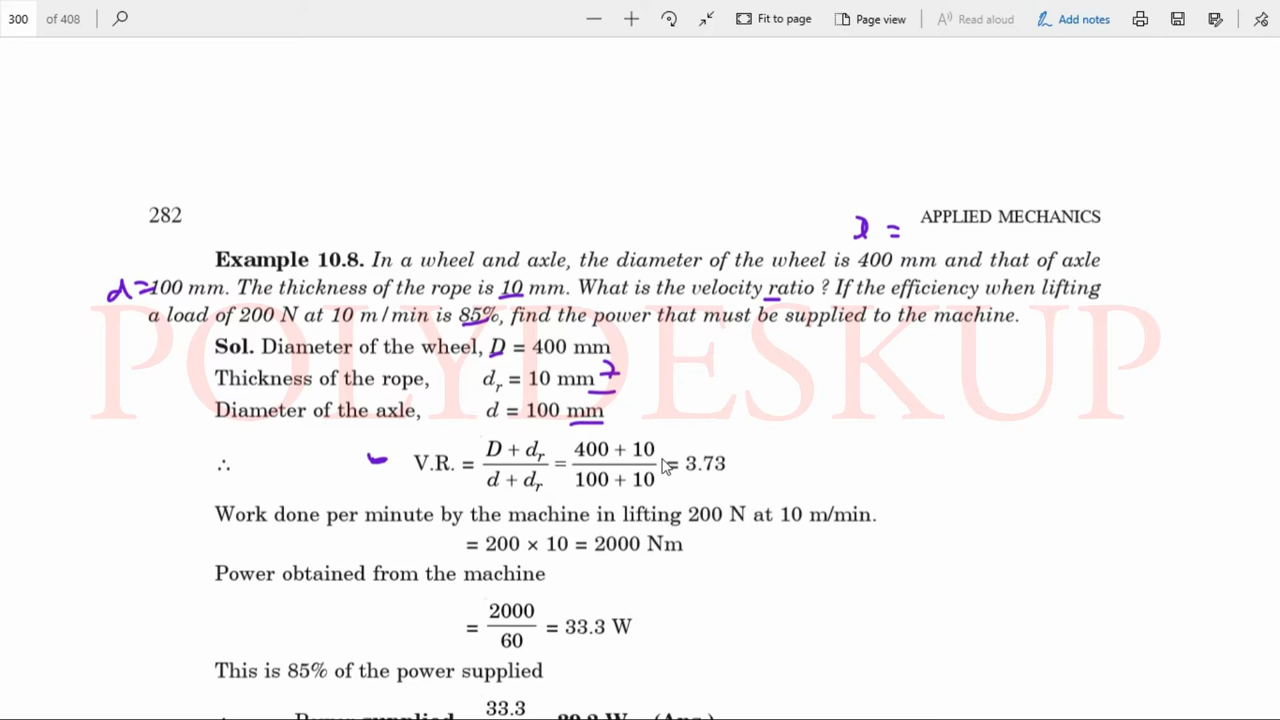 300 of 408 Fit to page Page view Read aloud Add notes
282 APPLIED MECHANICS
D =
Example 10.8. In a wheel and axle, the diameter of the wheel is 400 mm and that of axle
d= 100 mm. The thickness of the rope is 10 mm. What is the velocity ratio ? If the efficiency when lifting
a load of 200 N at 10 m/min is 85%, find the power that must be supplied to the machine.
POLYDESKUP
Sol. Diameter of the wheel, D = 400 mm
Thickness of the rope, dr = 10 mm
Diameter of the axle, d = 100 mm
∴ V.R. = (D + dr)/(d + dr) = (400 + 10)/(100 + 10) = 3.73
Work done per minute by the machine in lifting 200 N at 10 m/min.
= 200 × 10 = 2000 Nm
Power obtained from the machine
= 2000/60 = 33.3 W
This is 85% of the power supplied
33.3